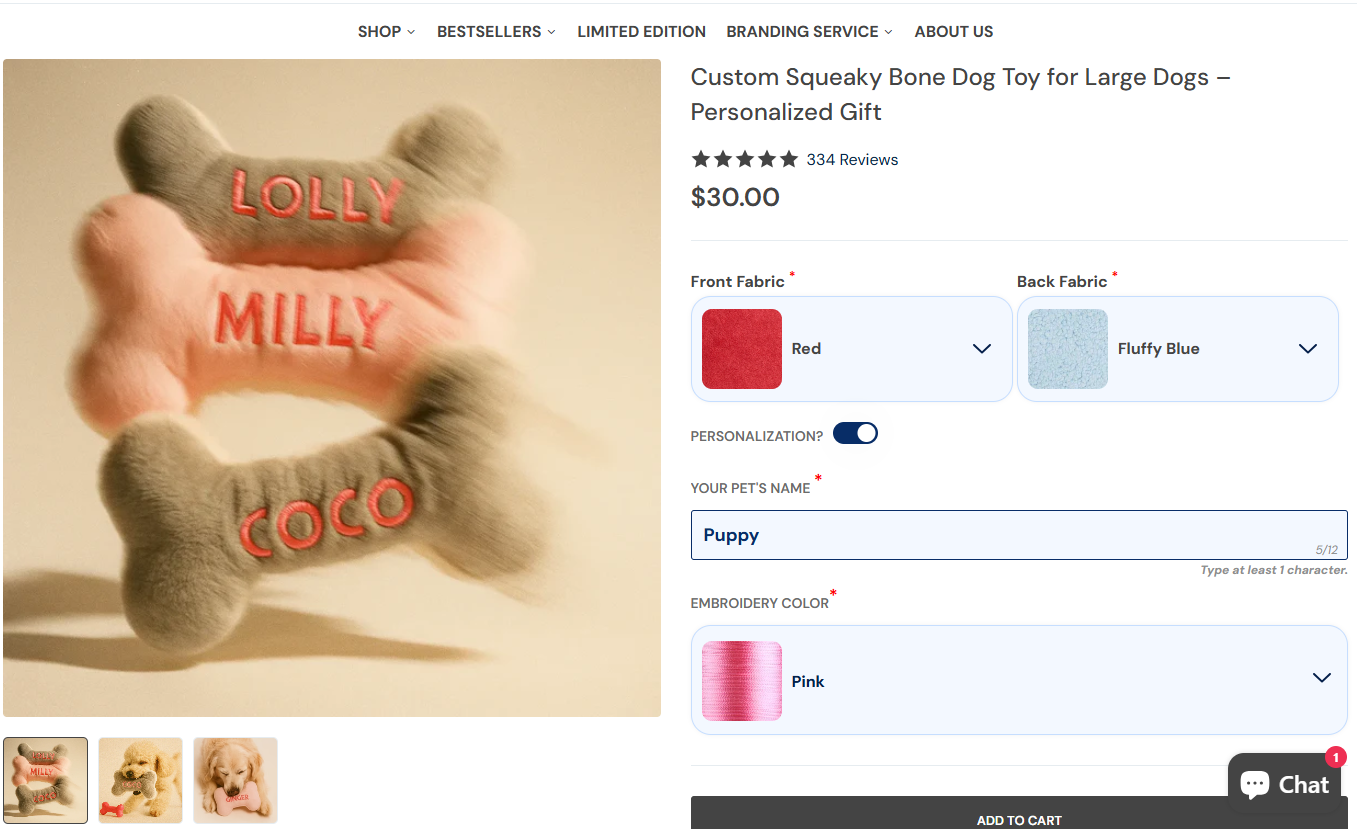 SHOP BESTSELLERS LIMITED EDITION BRANDING SERVICE ABOUT US
LOLLY
MILLY
COCO
Custom Squeaky Bone Dog Toy for Large Dogs –
Personalized Gift
334 Reviews
$30.00
Front Fabric * Back Fabric *
Red Fluffy Blue
PERSONALIZATION?
YOUR PET'S NAME *
Puppy
5/12
Type at least 1 character.
EMBROIDERY COLOR *
Pink
MILLY
GINGER
1
Chat
ADD TO CART